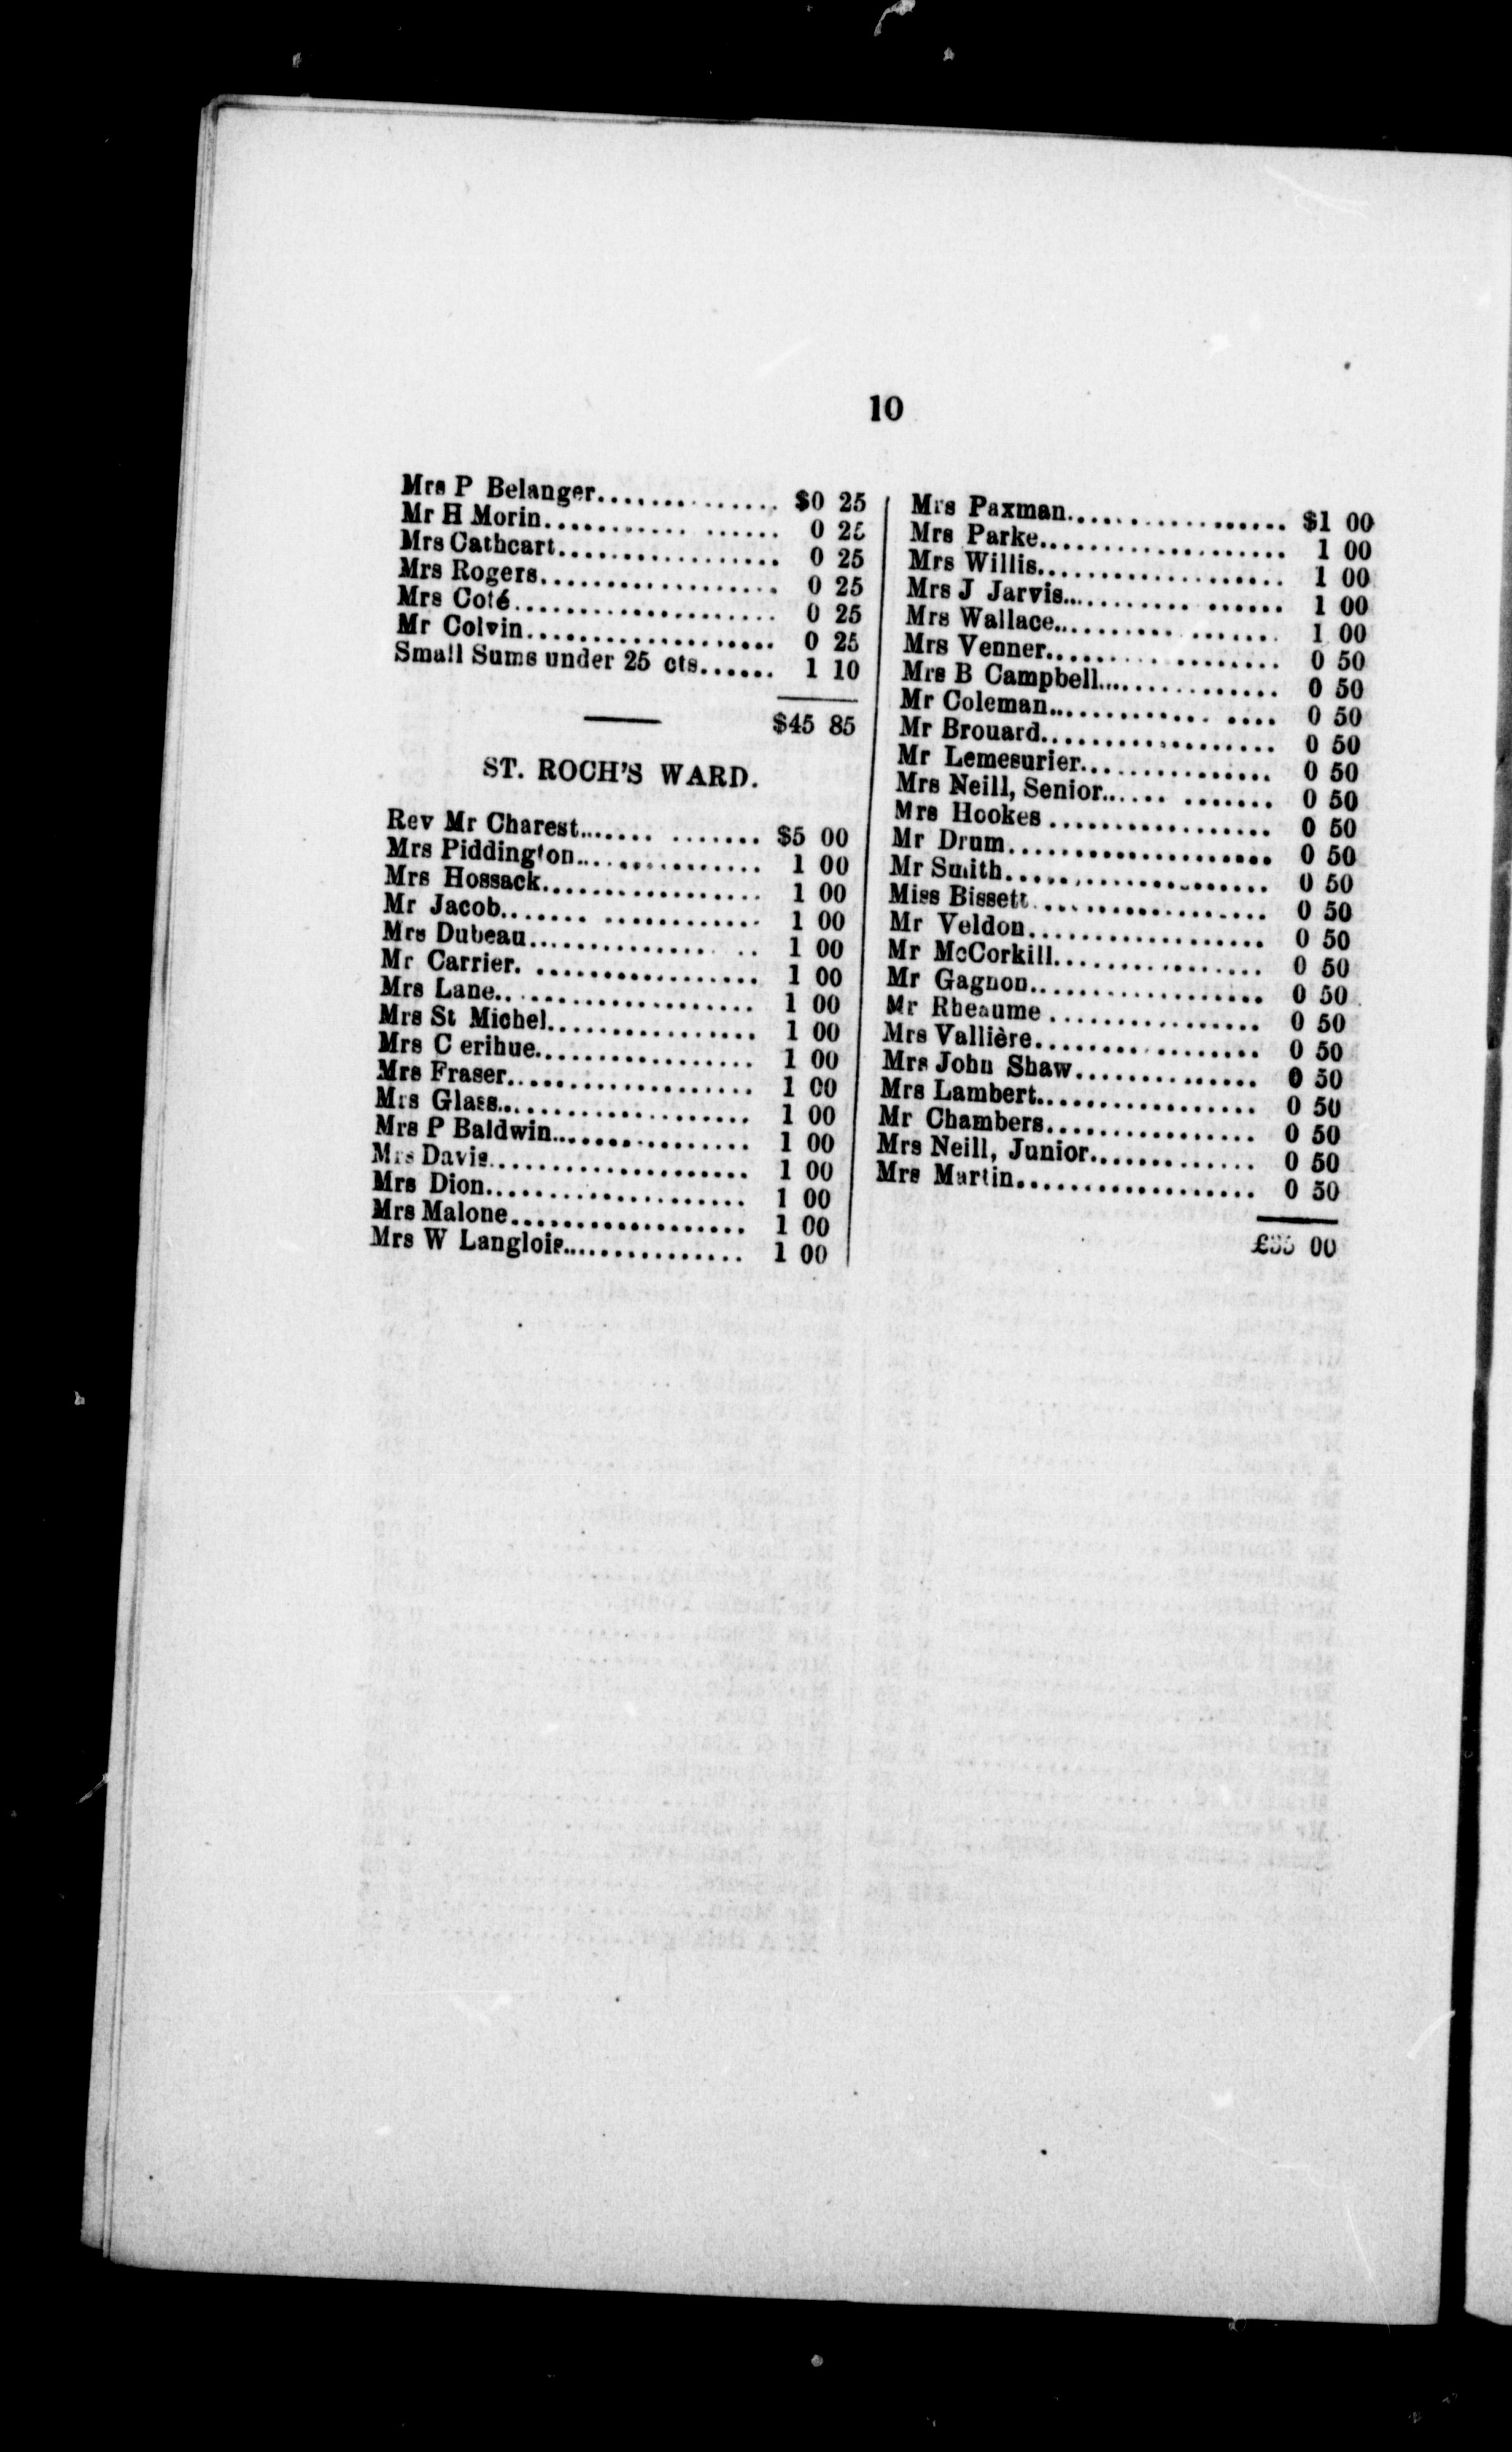 10
Mrs P Belanger............... $0 25
Mr H Morin........... ...... 0 25
Mrs Cathcart................. 0 25
Mrs Rogers.................. 0 25
Mrs Coté.................... 0 25
Mr Colvin................... 0 25
Small Sums under 25 cts...... 1 10
$45 85
ST. ROCH'S WARD.
Rev Mr Charest....... ....... $5 00
Mrs Piddington.............. 1 00
Mrs Hossack................. 1 00
Mr Jacob....... ............ 1 00
Mrs Dubeau.............. .. 1 00
Mr Carrier. ................. 1 00
Mrs Lane.................... 1 00
Mrs St Michel................ 1 00
Mrs C erihue................. 1 00
Mrs Fraser................... 1 00
Mrs Glass................... 1 00
Mrs P Baldwin............... 1 00
Mrs Davis.................... 1 00
Mrs Dion.................... 1 00
Mrs Malone.................. 1 00
Mrs W Langlois.............. 1 00
Mrs Paxman................. $1 00
Mrs Parke................... 1 00
Mrs Willis................... 1 00
Mrs J Jarvis........... ...... 1 00
Mrs Wallace........... ....... 1 00
Mrs Venner.................. 0 50
Mrs B Campbell.............. 0 50
Mr Coleman............. .... 0 50
Mr Brouard.................. 0 50
Mr Lemesurier............... 0 50
Mrs Neill, Senior...... ....... 0 50
Mrs Hookes ................. 0 50
Mr Drum.................... 0 50
Mr Smith.................... 0 50
Miss Bissett.................. 0 50
Mr Veldon................... 0 50
Mr McCorkill................ 0 50
Mr Gagnon.................. 0 50
Mr Rheaume ................ 0 50
Mrs Vallière................. 0 50
Mrs John Shaw.............. 0 50
Mrs Lambert................. 0 50
Mr Chambers................ 0 50
Mrs Neill, Junior............. 0 50
Mrs Martin................... 0 50
00